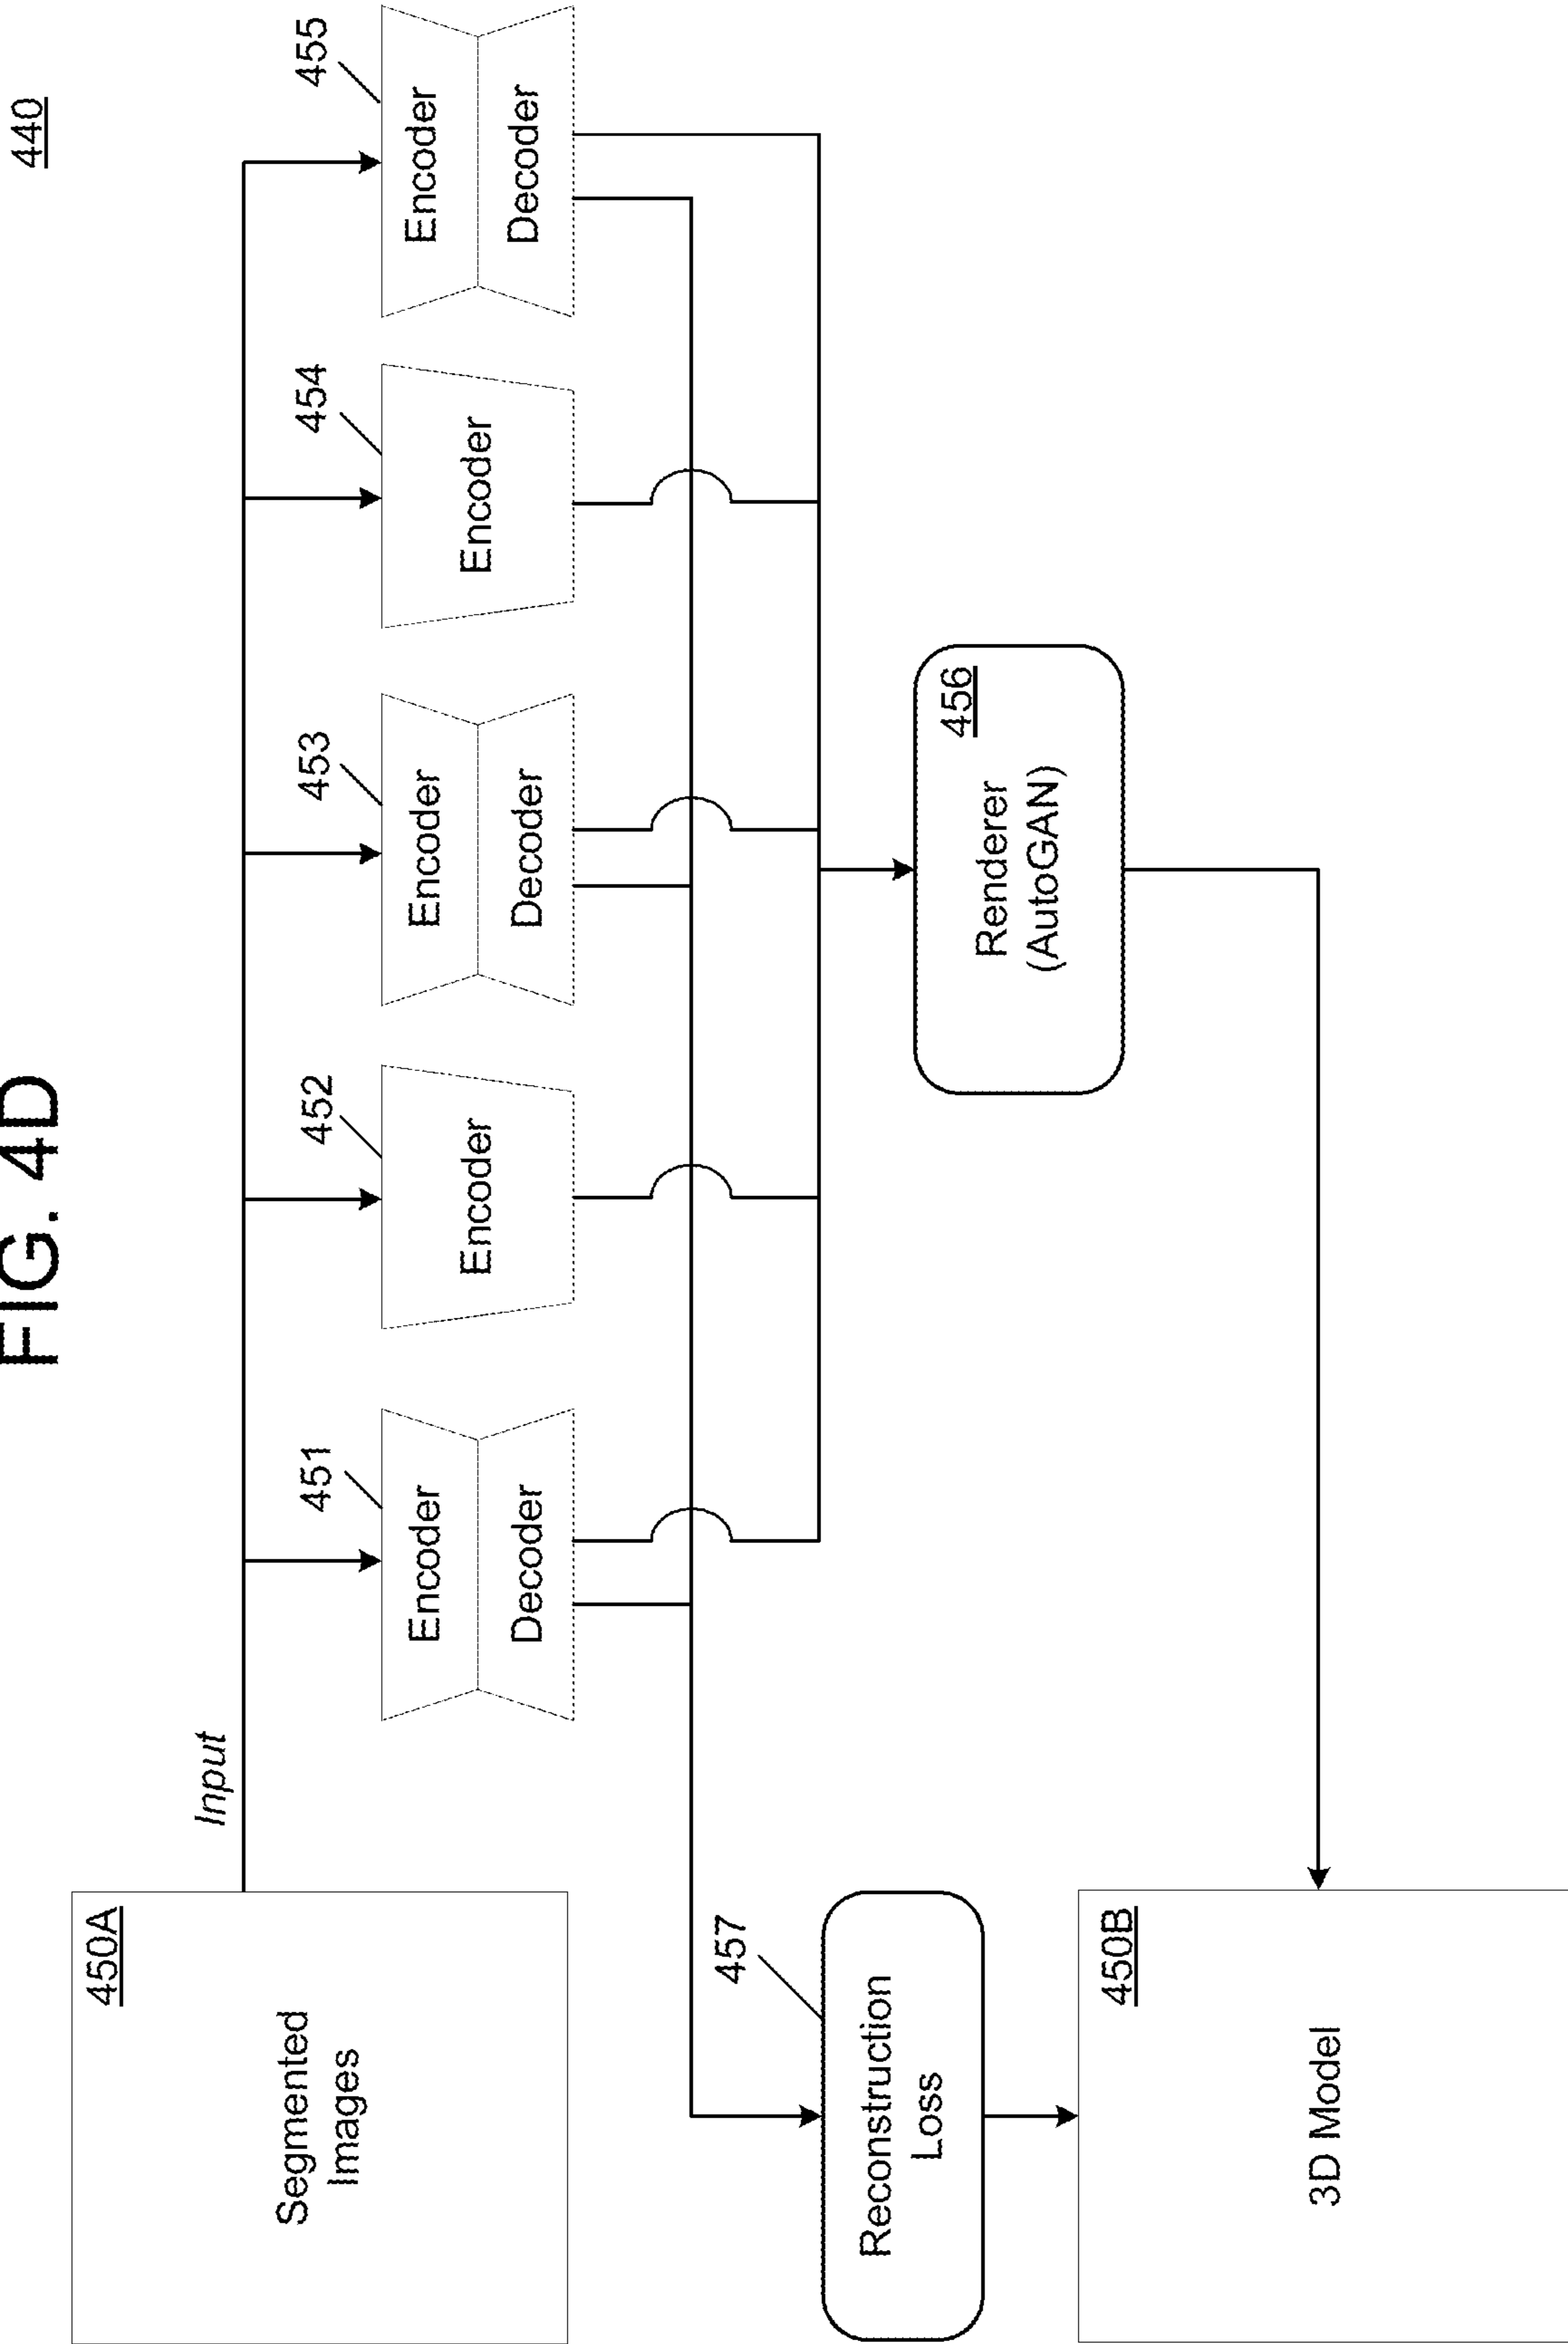 FIG. 4D
440
450A
Segmented
Images
Input
451
Encoder
Decoder
452
Encoder
453
Encoder
Decoder
454
Encoder
455
Encoder
Decoder
457
Reconstruction
Loss
456
Renderer
(AutoGAN)
450B
3D Model